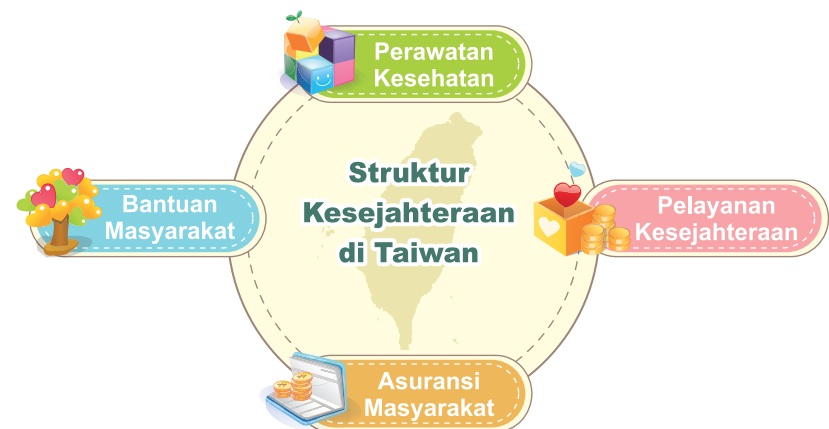 Perawatan
Kesehatan
Struktur
Kesejahteraan
di Taiwan
Bantuan
Masyarakat
Pelayanan
Kesejahteraan
Asuransi
Masyarakat